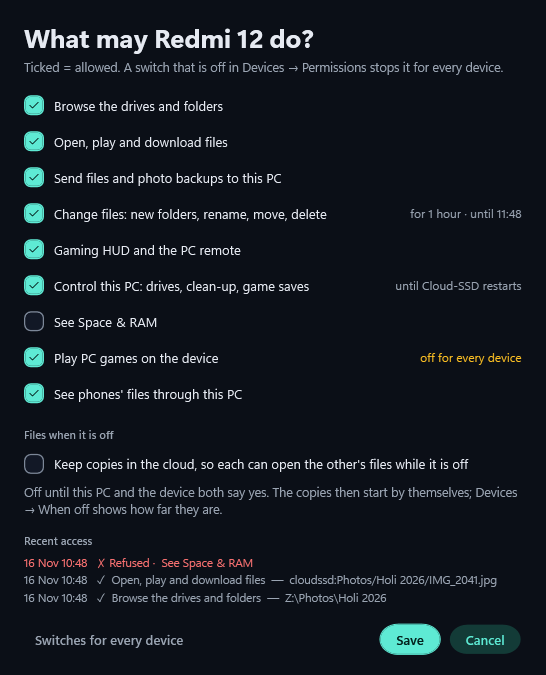 What may Redmi 12 do?
Ticked = allowed. A switch that is off in Devices → Permissions stops it for every device.
Browse the drives and folders
Open, play and download files
Send files and photo backups to this PC
Change files: new folders, rename, move, delete for 1 hour · until 11:48
Gaming HUD and the PC remote
Control this PC: drives, clean-up, game saves until Cloud-SSD restarts
See Space & RAM
Play PC games on the device off for every device
See phones' files through this PC
Files when it is off
Keep copies in the cloud, so each can open the other's files while it is off
Off until this PC and the device both say yes. The copies then start by themselves; Devices
→ When off shows how far they are.
Recent access
16 Nov 10:48 ✗ Refused · See Space & RAM
16 Nov 10:48 ✓ Open, play and download files — cloudssd:Photos/Holi 2026/IMG_2041.jpg
16 Nov 10:48 ✓ Browse the drives and folders — Z:\Photos\Holi 2026
Switches for every device Save Cancel